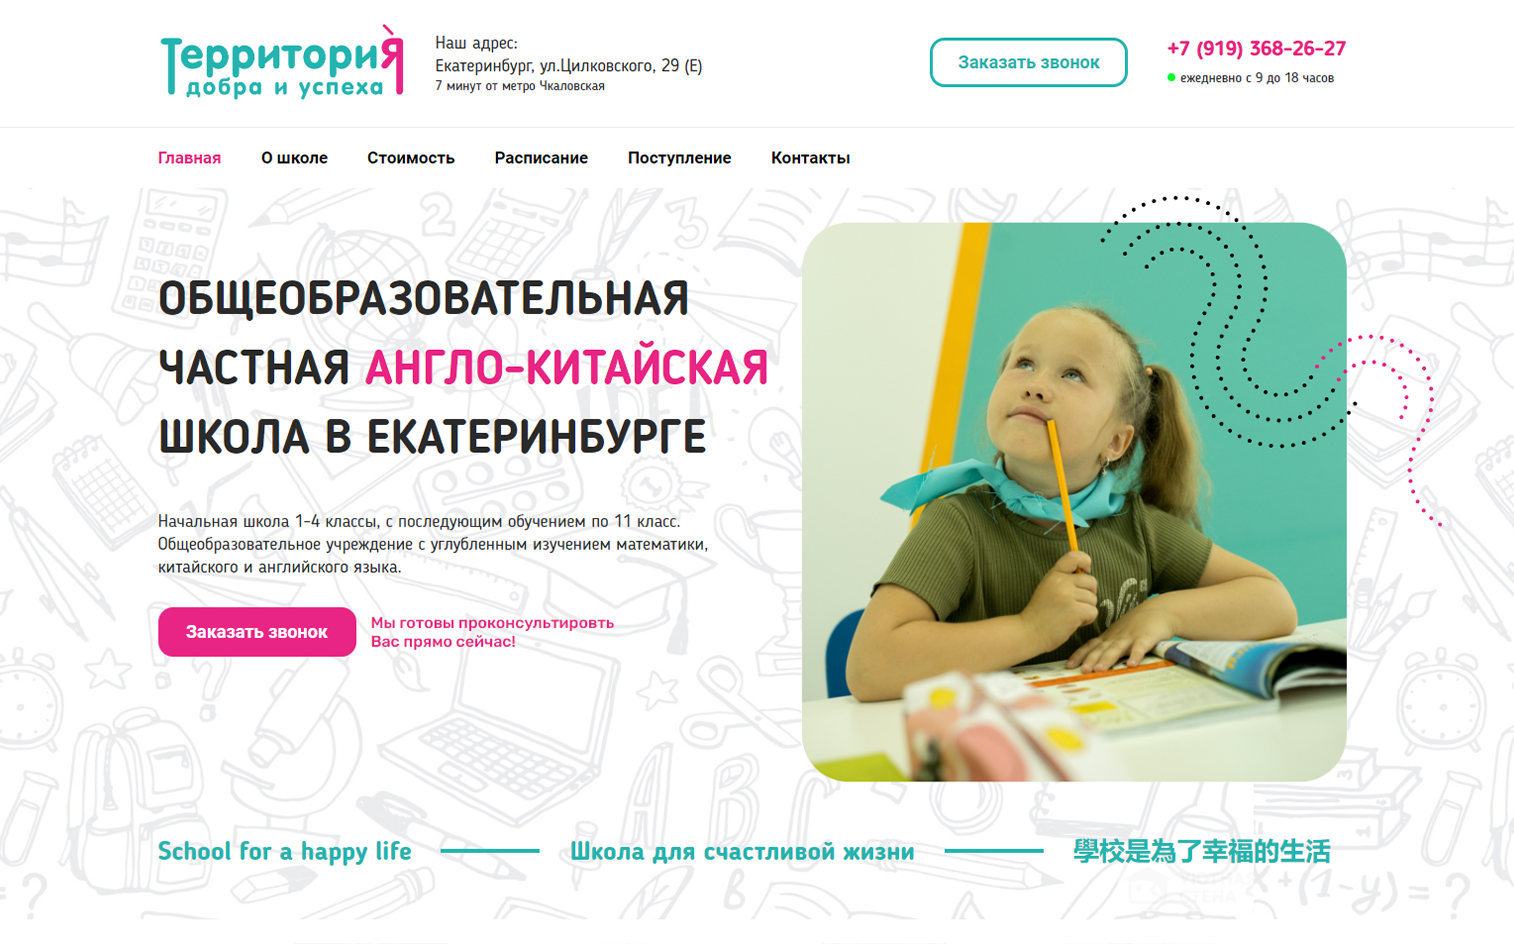 Территория
добра и успеха
Наш адрес:
Екатеринбург, ул.Цилковского, 29 (Е)
7 минут от метро Чкаловская
Заказать звонок
+7 (919) 368-26-27
ежедневно с 9 до 18 часов
Главная О школе Стоимость Расписание Поступление Контакты
ОБЩЕОБРАЗОВАТЕЛЬНАЯ
ЧАСТНАЯ АНГЛО-КИТАЙСКАЯ
ШКОЛА В ЕКАТЕРИНБУРГЕ
Начальная школа 1-4 классы, с последующим обучением по 11 класс.
Общеобразовательное учреждение с углубленным изучением математики,
китайского и английского языка.
Заказать звонок
Мы готовы проконсультировть
Вас прямо сейчас!
School for a happy life
Школа для счастливой жизни
學校是為了幸福的生活